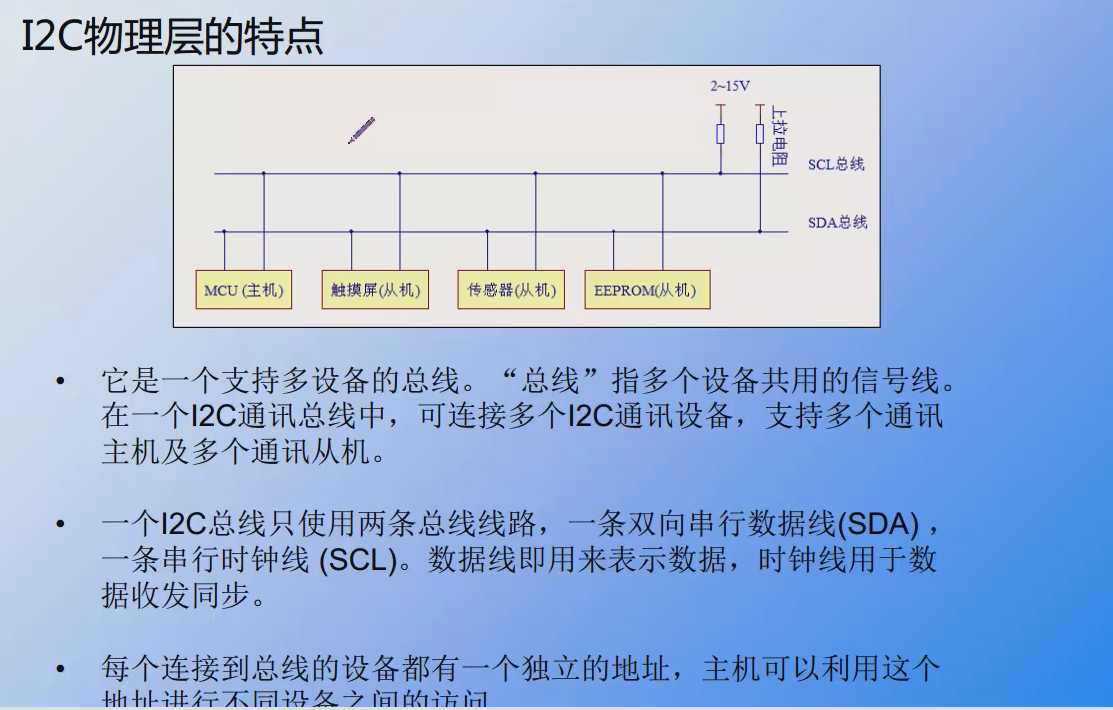 I2C物理层的特点
2~15V
上拉电阻
SCL总线
SDA总线
MCU (主机)
触摸屏(从机)
传感器(从机)
EEPROM(从机)
• 它是一个支持多设备的总线。“总线”指多个设备共用的信号线。
在一个I2C通讯总线中，可连接多个I2C通讯设备，支持多个通讯
主机及多个通讯从机。
• 一个I2C总线只使用两条总线线路，一条双向串行数据线(SDA) ，
一条串行时钟线 (SCL)。数据线即用来表示数据，时钟线用于数
据收发同步。
• 每个连接到总线的设备都有一个独立的地址，主机可以利用这个
地址进行不同设备之间的访问